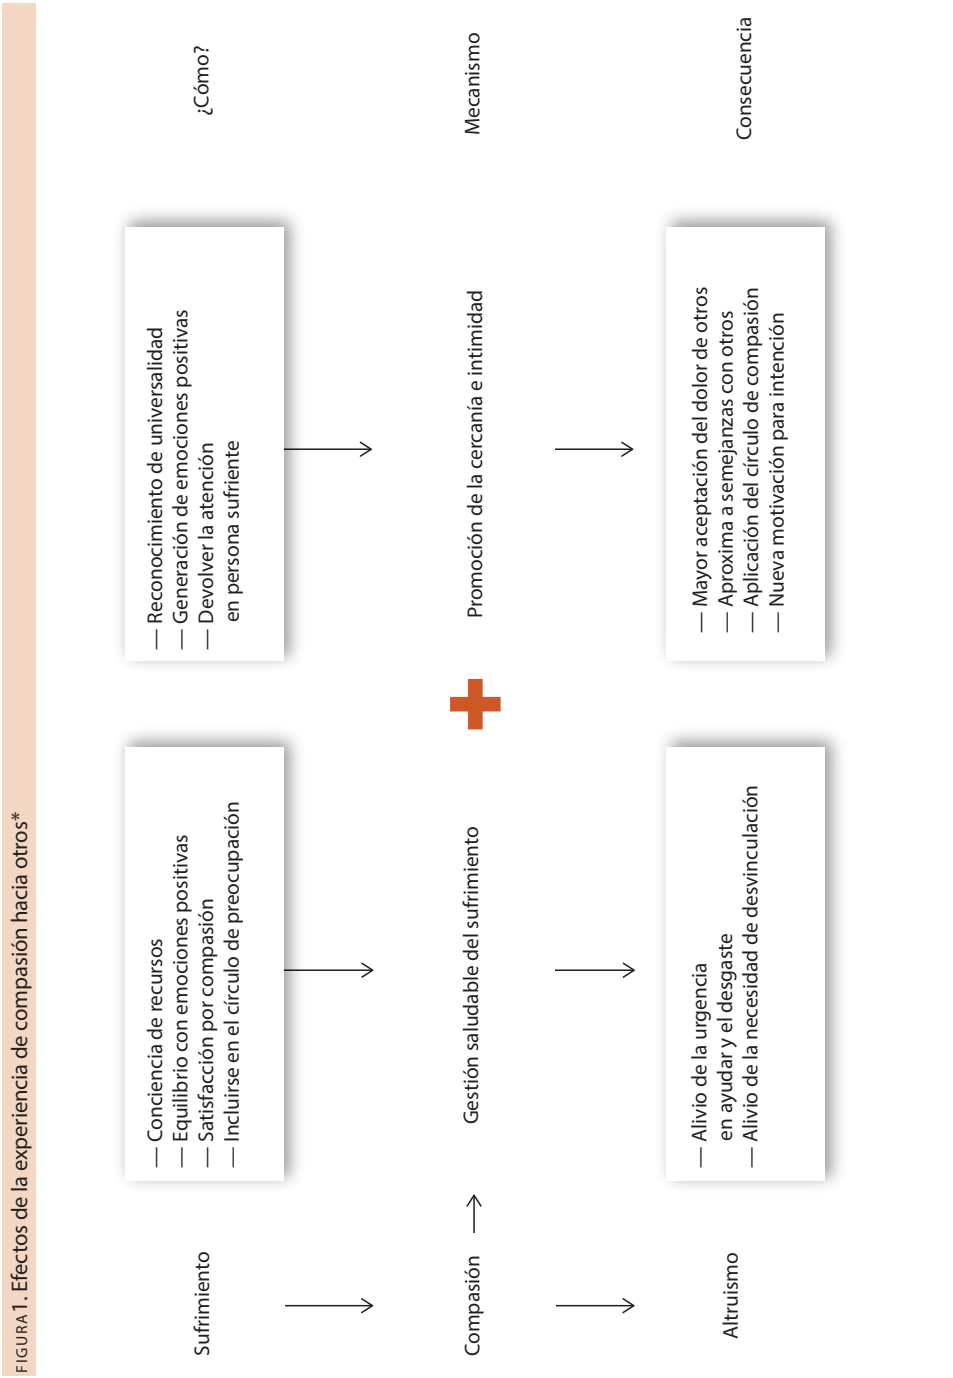 FIGURA 1. Efectos de la experiencia de compasión hacia otros*
Sufrimiento
— Conciencia de recursos
— Equilibrio con emociones positivas
— Satisfacción por compasión
— Incluirse en el círculo de preocupación
— Reconocimiento de universalidad
— Generación de emociones positivas
— Devolver la atención
en persona sufriente
¿Cómo?
Compasión
Gestión saludable del sufrimiento
Promoción de la cercanía e intimidad
Mecanismo
Altruismo
— Alivio de la urgencia
en ayudar y el desgaste
— Alivio de la necesidad de desvinculación
— Mayor aceptación del dolor de otros
— Aproxima a semejanzas con otros
— Aplicación del círculo de compasión
— Nueva motivación para intención
Consecuencia